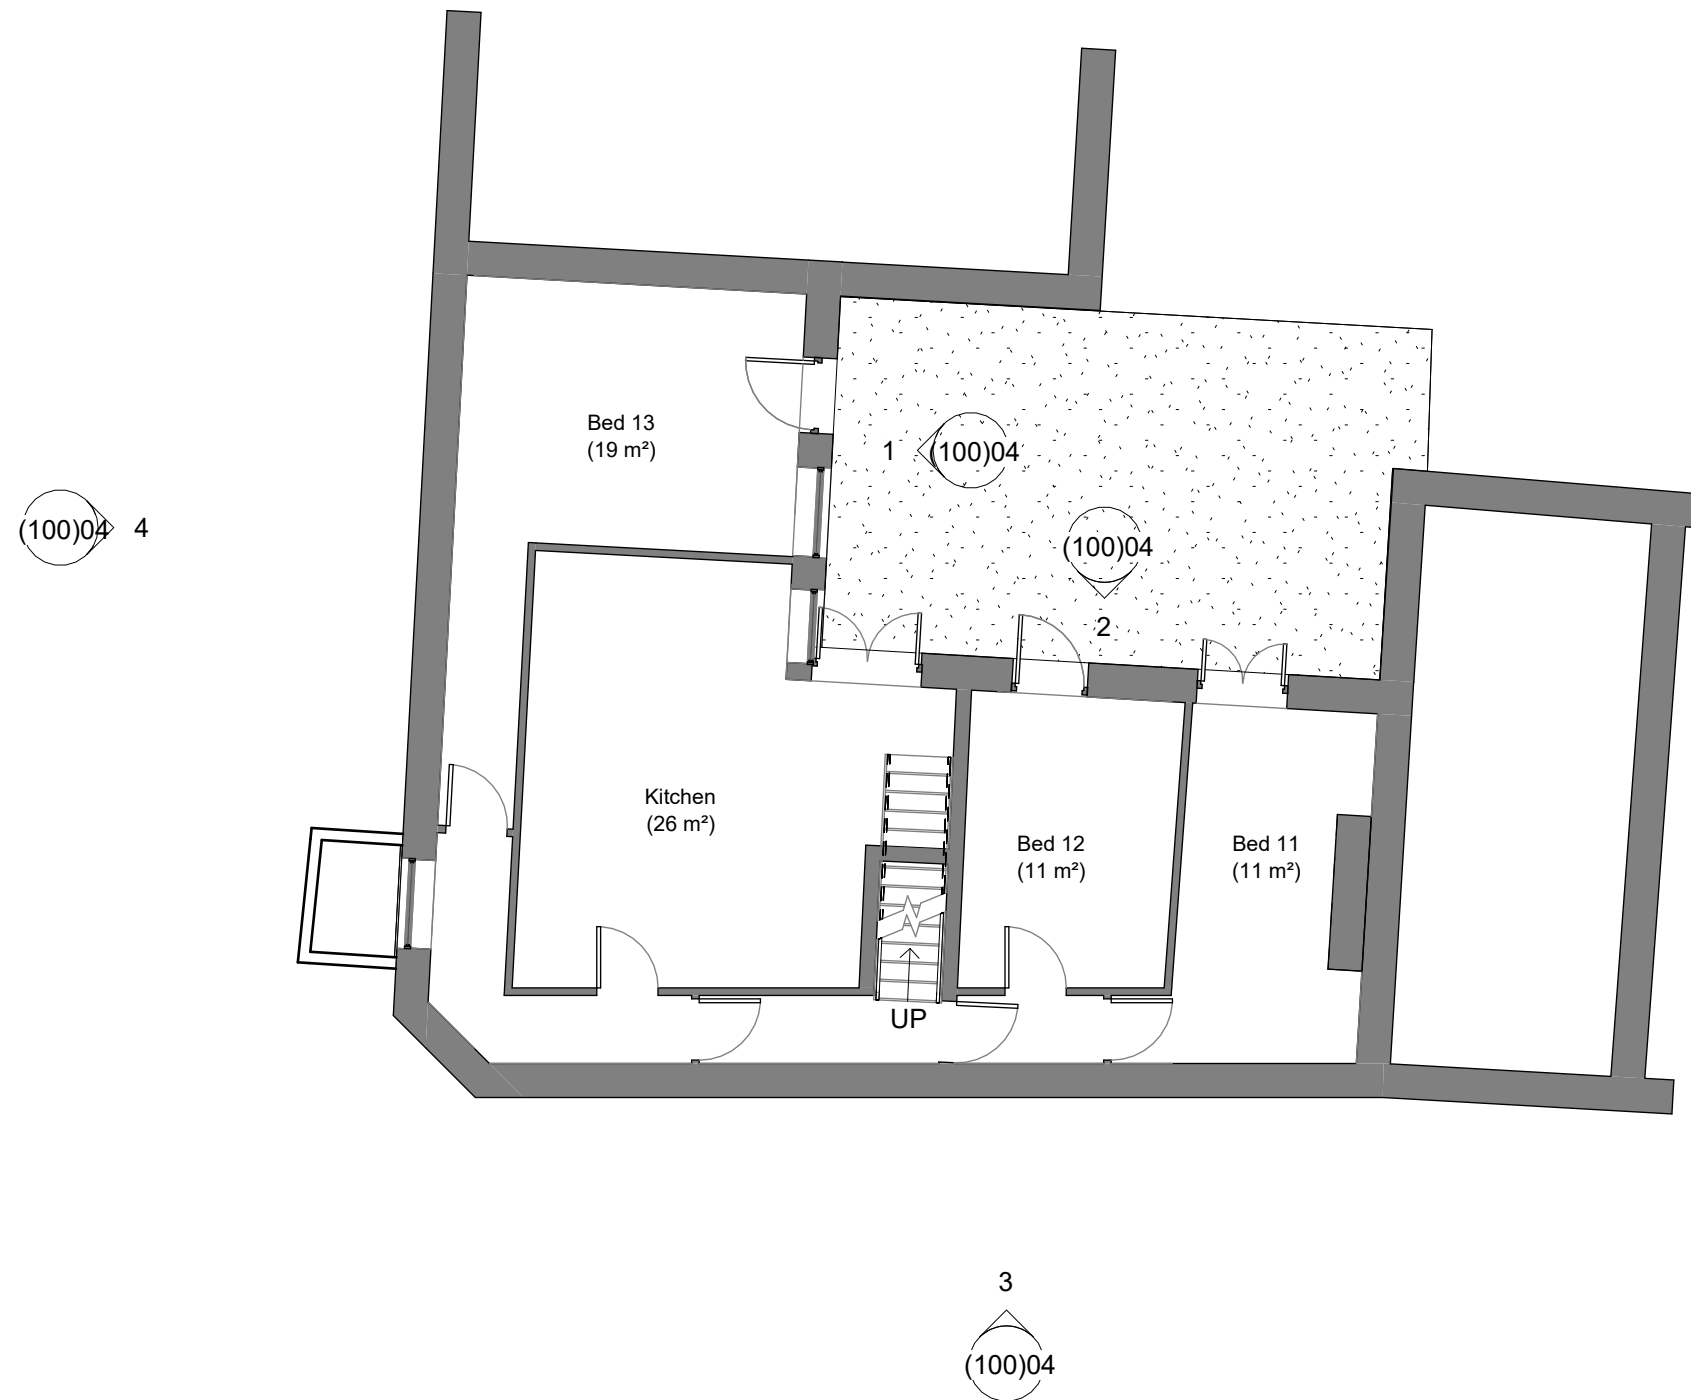 Bed 13
(19 m²)
1
(100)04
(100)04
4
(100)04
2
Kitchen
(26 m²)
Bed 12
(11 m²)
Bed 11
(11 m²)
UP
3
(100)04